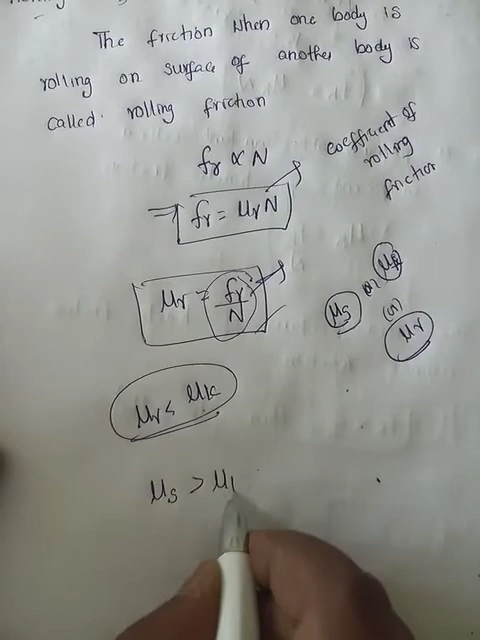 The friction when one body is
rolling on surface of another body is
called rolling friction
fr ∝ N
⇒ fr = μr N
coefficient of
rolling
friction
μr = fr/N
μs (or) μk
(or)
μr
μr < μk
μs > μ